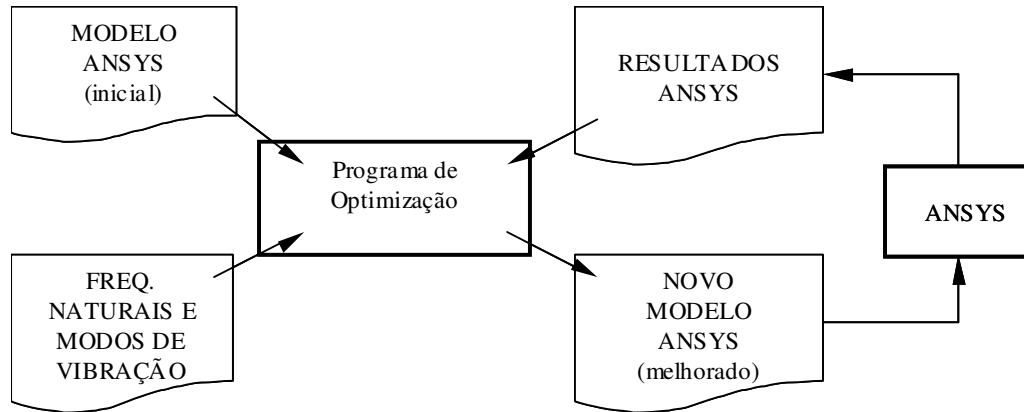 MODELO
ANSYS
(inicial)
RESULTADOS
ANSYS
Programa de
Optimização
ANSYS
FREQ.
NATURAIS E
MODOS DE
VIBRAÇÃO
NOVO
MODELO
ANSYS
(melhorado)